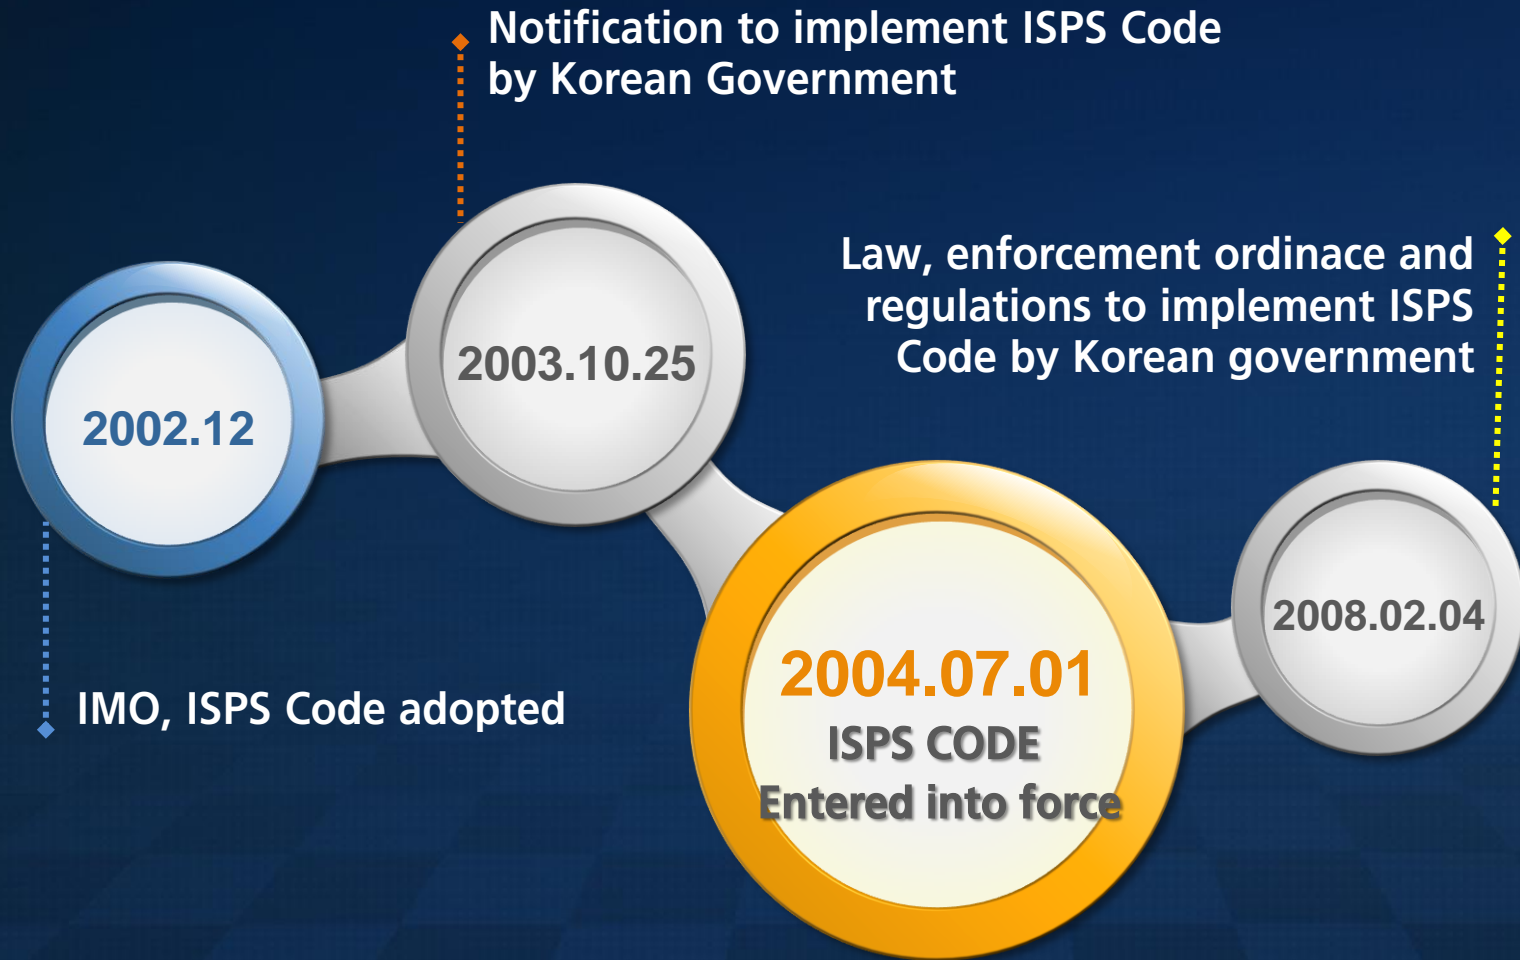 Notification to implement ISPS Code
by Korean Government
2003.10.25
Law, enforcement ordinace and
regulations to implement ISPS
Code by Korean government
2002.12
IMO, ISPS Code adopted
2004.07.01
ISPS CODE
Entered into force
2008.02.04